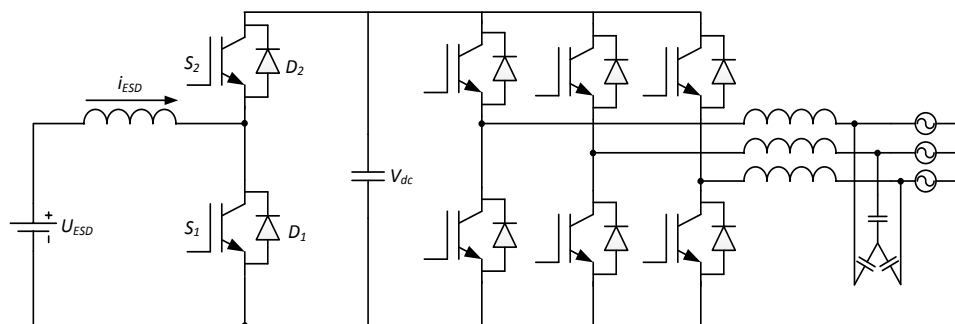 S2
D2
iESD
Vdc
+
UESD
-
S1
D1